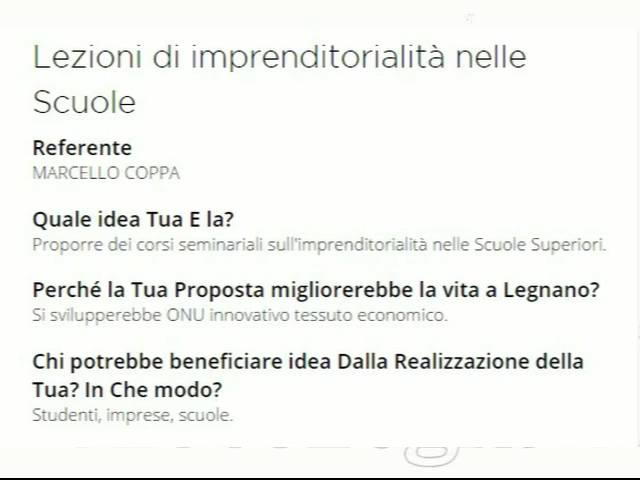 Lezioni di imprenditorialità nelle
Scuole
Referente
MARCELLO COPPA
Quale idea Tua E la?
Proporre dei corsi seminariali sull'imprenditorialità nelle Scuole Superiori.
Perché la Tua Proposta migliorerebbe la vita a Legnano?
Si svilupperebbe ONU innovativo tessuto economico.
Chi potrebbe beneficiare idea Dalla Realizzazione della
Tua? In Che modo?
Studenti, imprese, scuole.